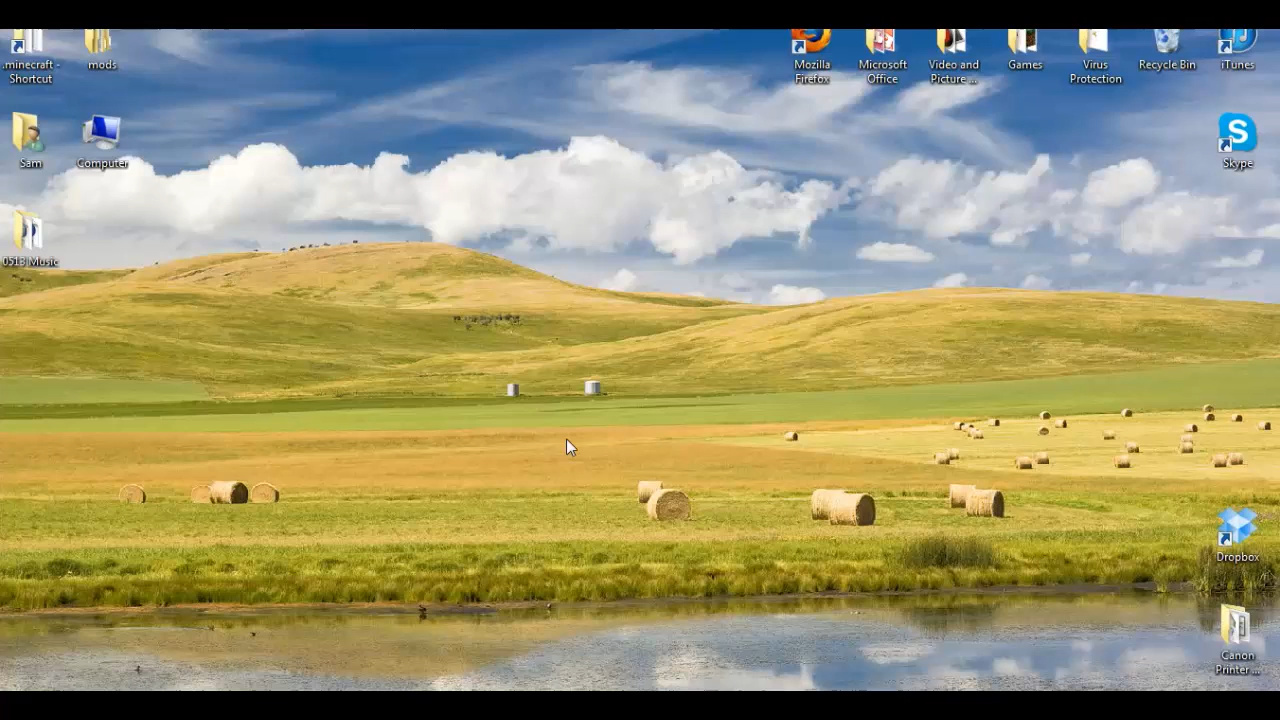 .minecraft -
Shortcut
mods
Mozilla
Firefox
Microsoft
Office
Video and
Picture ...
Games
Virus
Protection
Recycle Bin
iTunes
Sam
Computer
Skype
0513 Music
Dropbox
Canon
Printer ...